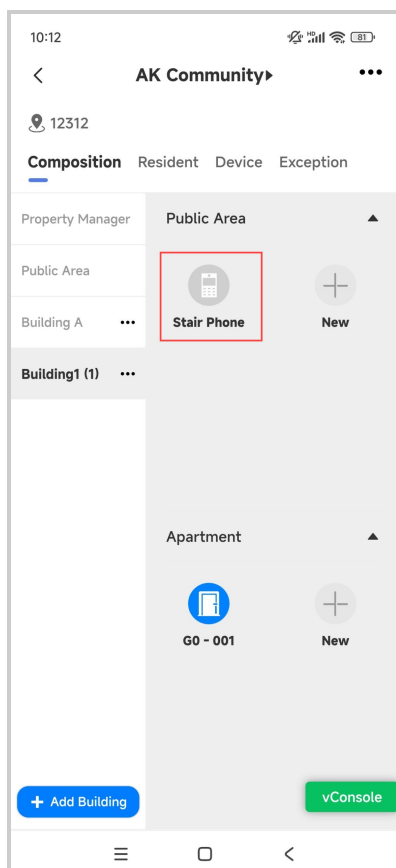 10:12
HD
81
AK Community▸
12312
Composition Resident Device Exception
Property Manager
Public Area
Public Area
Building A
Stair Phone
New
Building1 (1)
Apartment
G0 - 001
New
+ Add Building
vConsole